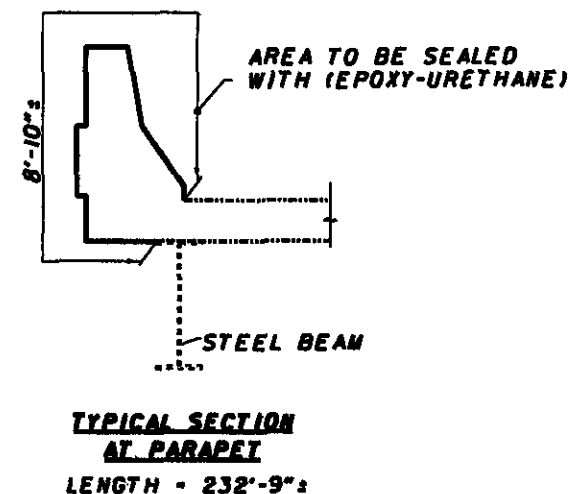 AREA TO BE SEALED
WITH (EPOXY-URETHANE)
8'-10"±
STEEL BEAM
TYPICAL SECTION
AT PARAPET
LENGTH = 232'-9"±